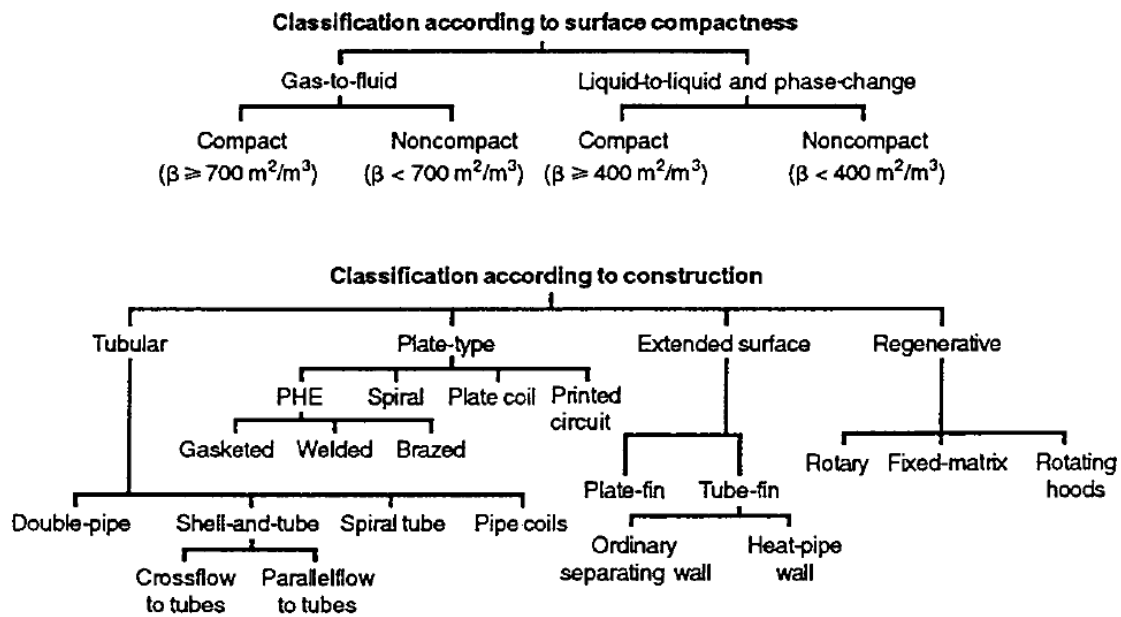 Classification according to surface compactness
Gas-to-fluid Liquid-to-liquid and phase-change
Compact Noncompact Compact Noncompact
(β ≥ 700 m²/m³) (β < 700 m²/m³) (β ≥ 400 m²/m³) (β < 400 m²/m³)
Classification according to construction
Tubular Plate-type Extended surface Regenerative
PHE Spiral Plate coil Printed
circuit
Gasketed Welded Brazed
Rotary Fixed-matrix Rotating
hoods
Plate-fin Tube-fin
Double-pipe Shell-and-tube Spiral tube Pipe coils
Ordinary Heat-pipe
separating wall wall
Crossflow Parallelflow
to tubes to tubes